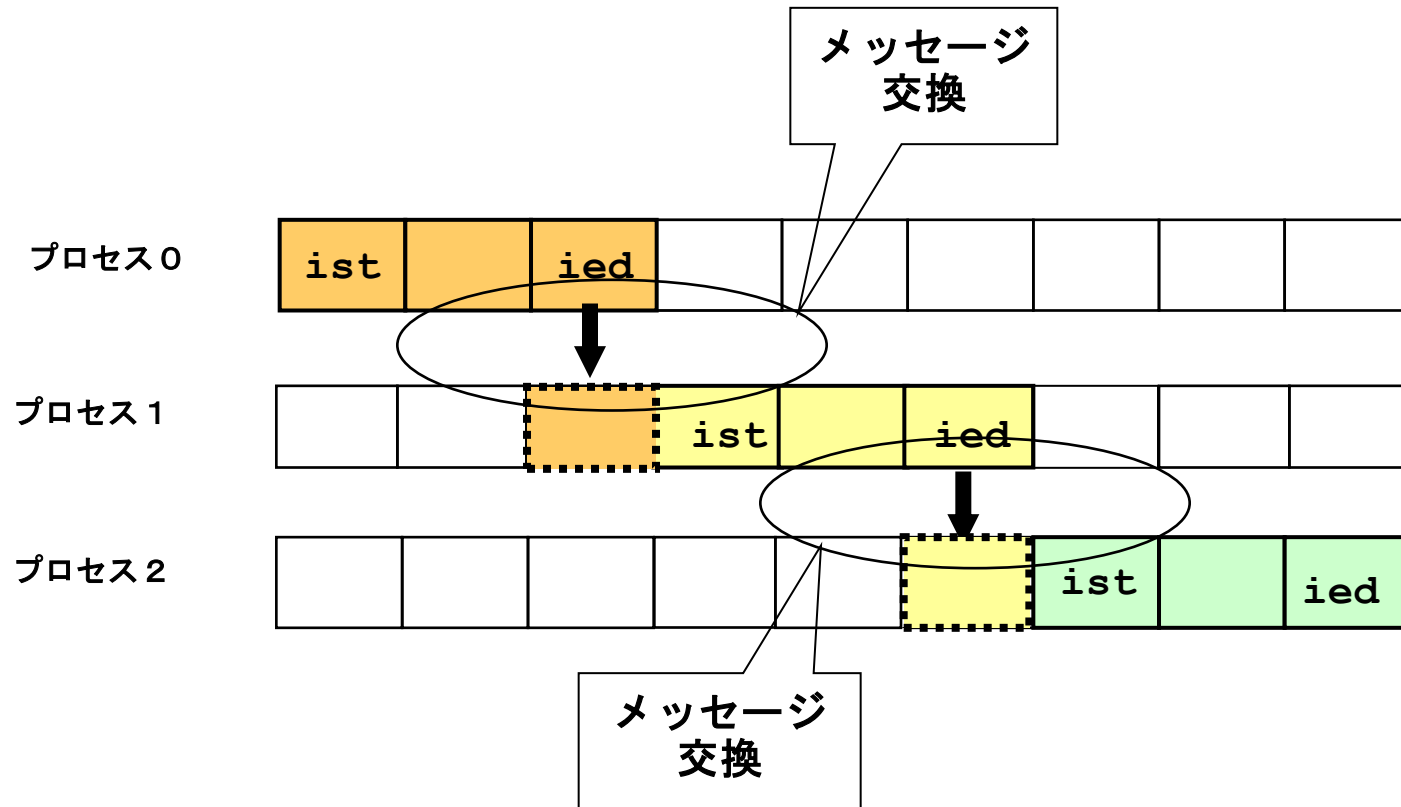 メッセージ
交換
プロセス０
ist
ied
プロセス１
ist
ied
プロセス２
ist
ied
メッセージ
交換